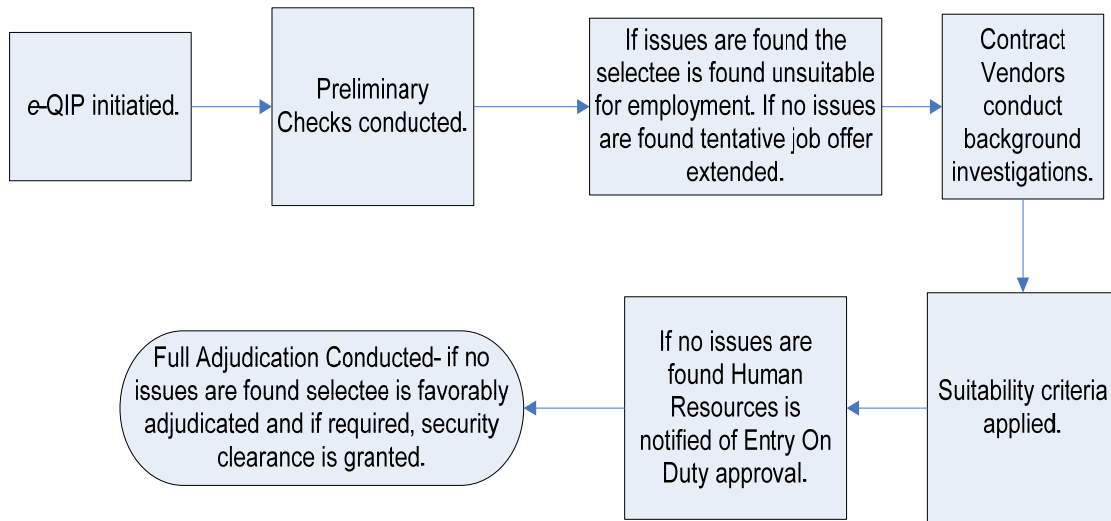 e-QIP initiatied.
Preliminary
Checks conducted.
If issues are found the
selectee is found unsuitable
for employment. If no issues
are found tentative job offer
extended.
Contract
Vendors
conduct
background
investigations.
Suitability criteria
applied.
If no issues are
found Human
Resources is
notified of Entry On
Duty approval.
Full Adjudication Conducted- if no
issues are found selectee is favorably
adjudicated and if required, security
clearance is granted.